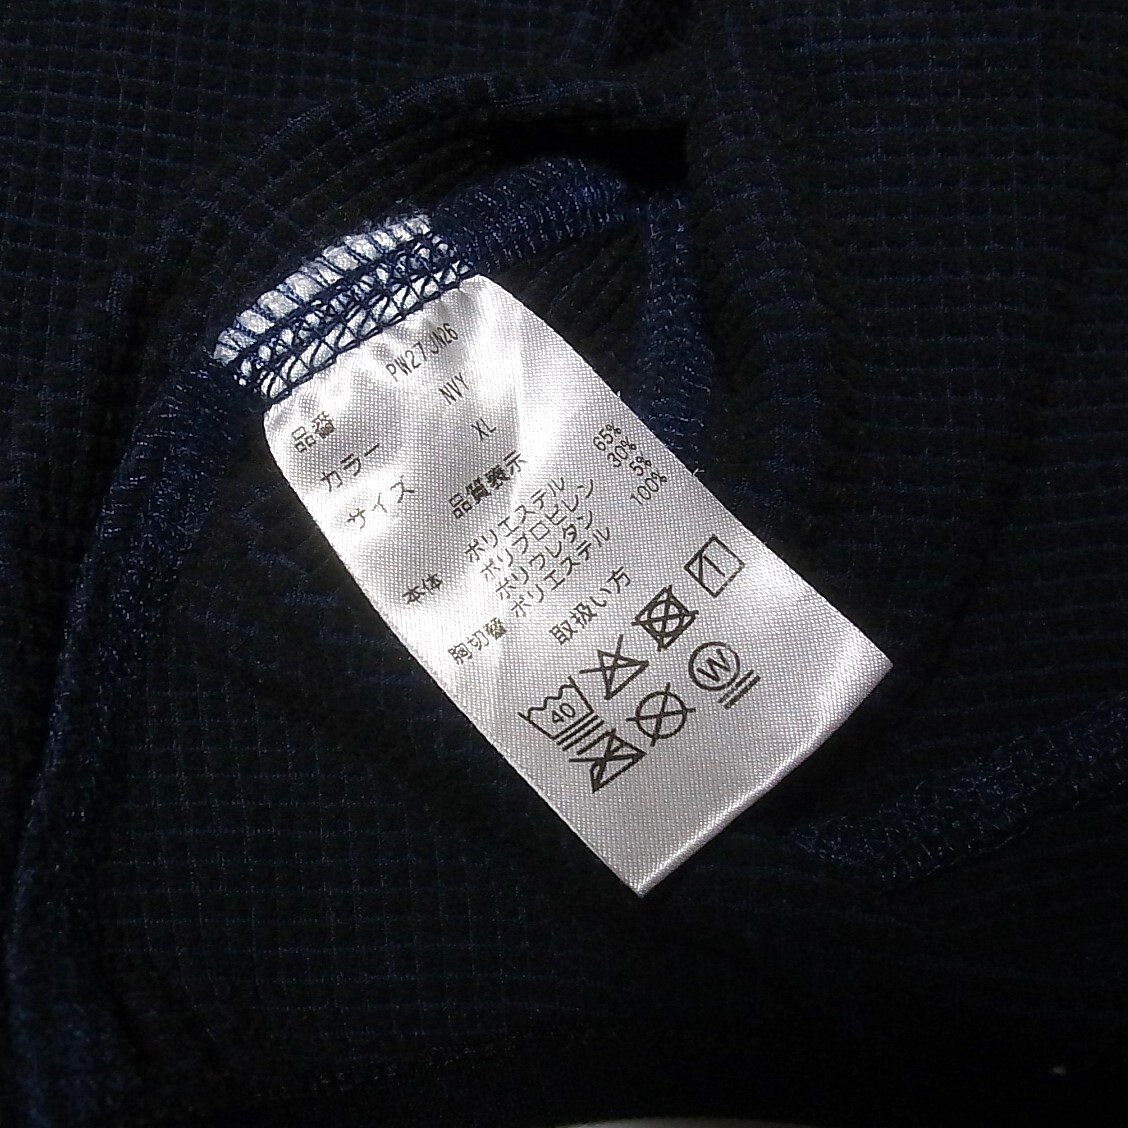 品番 PW27JN26
カラー NVY
サイズ XL
品質表示
本体 ポリエステル 65%
ポリプロピレン 30%
ポリウレタン 5%
胸切替 ポリエステル 100%
取扱い方
40
W